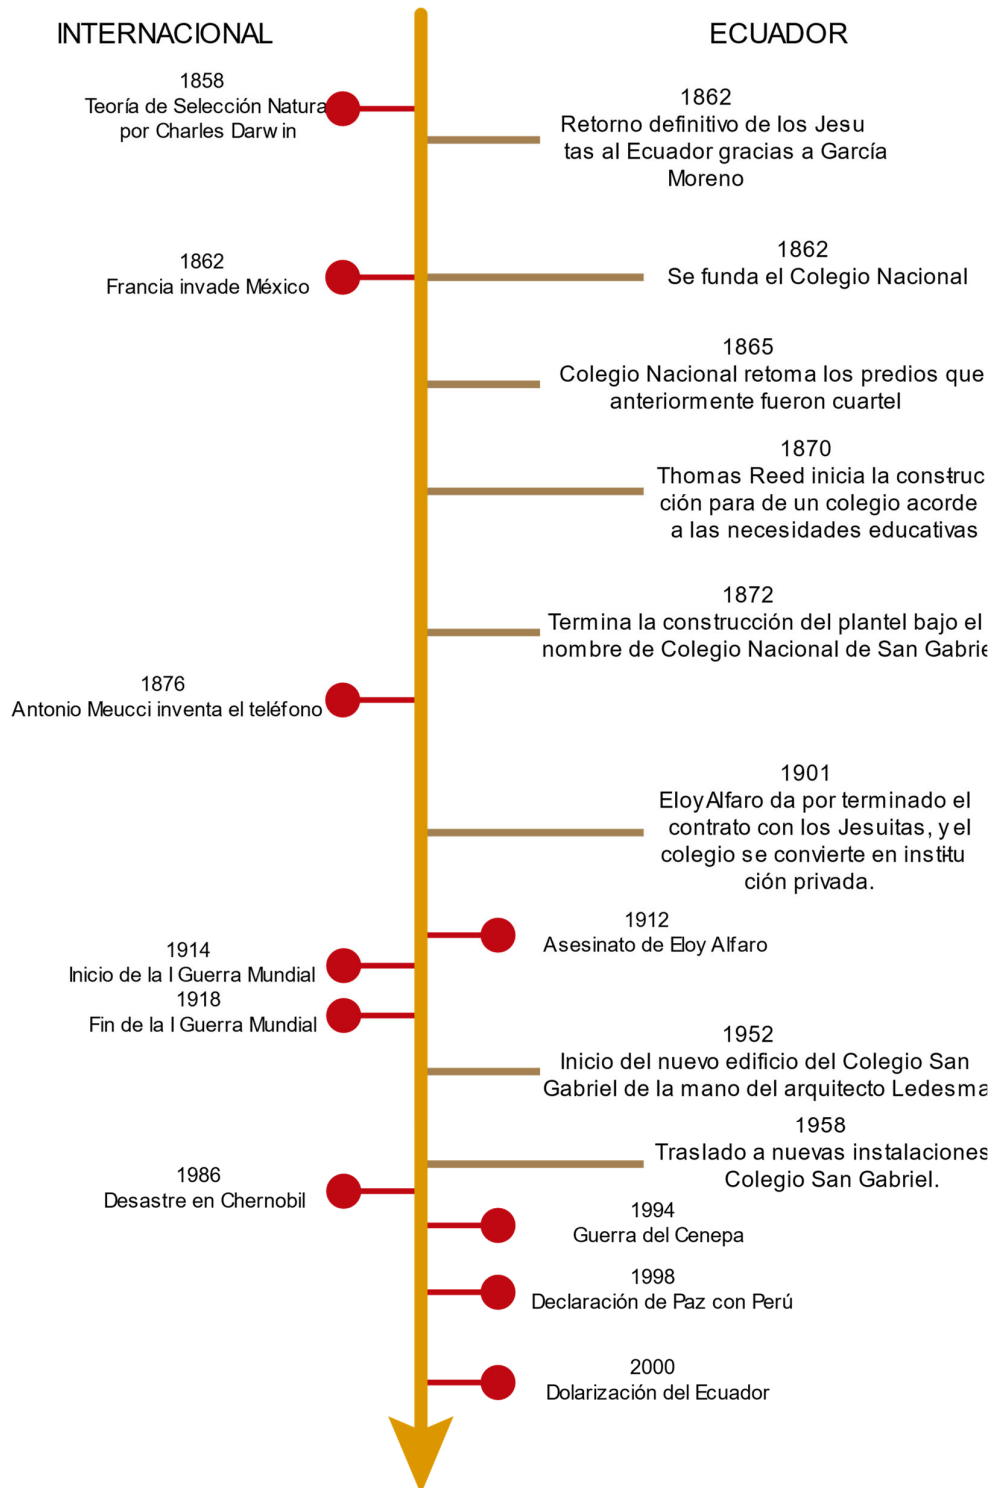 INTERNACIONAL
ECUADOR
1858
Teoría de Selección Natura
por Charles Darwin
1862
Retorno definitivo de los Jesu
tas al Ecuador gracias a García
Moreno
1862
Francia invade México
1862
Se funda el Colegio Nacional
1865
Colegio Nacional retoma los predios que
anteriormente fueron cuartel
1870
Thomas Reed inicia la construc-
ción para de un colegio acorde
a las necesidades educativas
1872
Termina la construcción del plantel bajo el
nombre de Colegio Nacional de San Gabrie
1876
Antonio Meucci inventa el teléfono
1901
Eloy Alfaro da por terminado el
contrato con los Jesuitas, y el
colegio se convierte en institu-
ción privada.
1912
Asesinato de Eloy Alfaro
1914
Inicio de la I Guerra Mundial
1918
Fin de la I Guerra Mundial
1952
Inicio del nuevo edificio del Colegio San
Gabriel de la mano del arquitecto Ledesma
1958
Traslado a nuevas instalaciones
Colegio San Gabriel.
1986
Desastre en Chernobil
1994
Guerra del Cenepa
1998
Declaración de Paz con Perú
2000
Dolarización del Ecuador